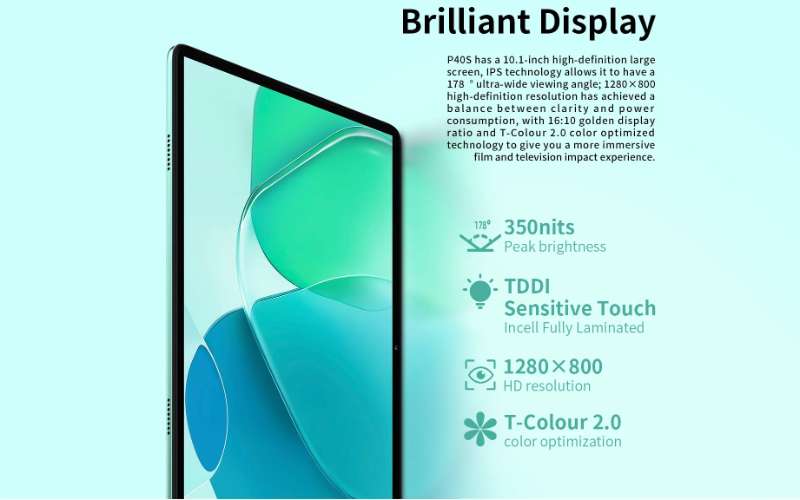 Brilliant Display
P40S has a 10.1-inch high-definition large
screen, IPS technology allows it to have a
178 ° ultra-wide viewing angle; 1280×800
high-definition resolution has achieved a
balance between clarity and power
consumption, with 16:10 golden display
ratio and T-Colour 2.0 color optimized
technology to give you a more immersive
film and television impact experience.
178°
350nits
Peak brightness
TDDI
Sensitive Touch
Incell Fully Laminated
1280×800
HD resolution
T-Colour 2.0
color optimization